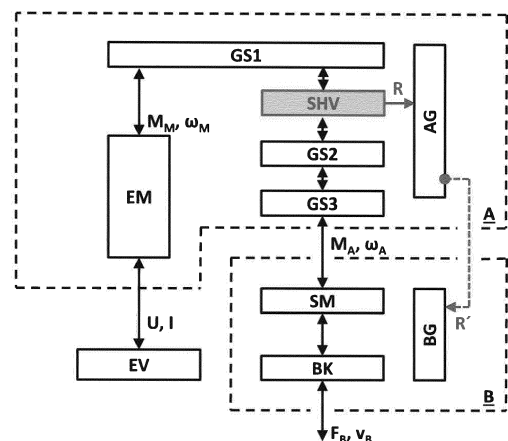 GS1
SHV
R
AG
M_M, ω_M
GS2
EM
GS3
A
M_A, ω_A
SM
U, I
R´
BG
EV
BK
B
F_B, v_B